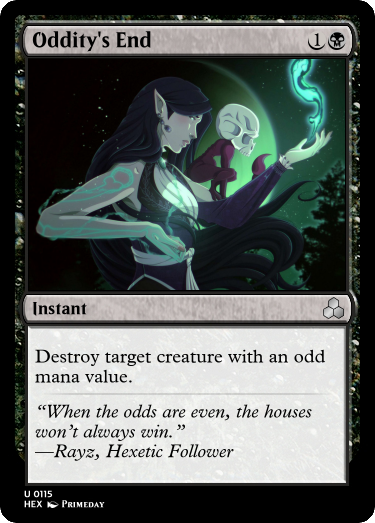 Oddity's End 1
Instant
Destroy target creature with an odd
mana value.
“When the odds are even, the houses
won't always win.”
—Rayz, Hexetic Follower
U 0115
HEX Primeday